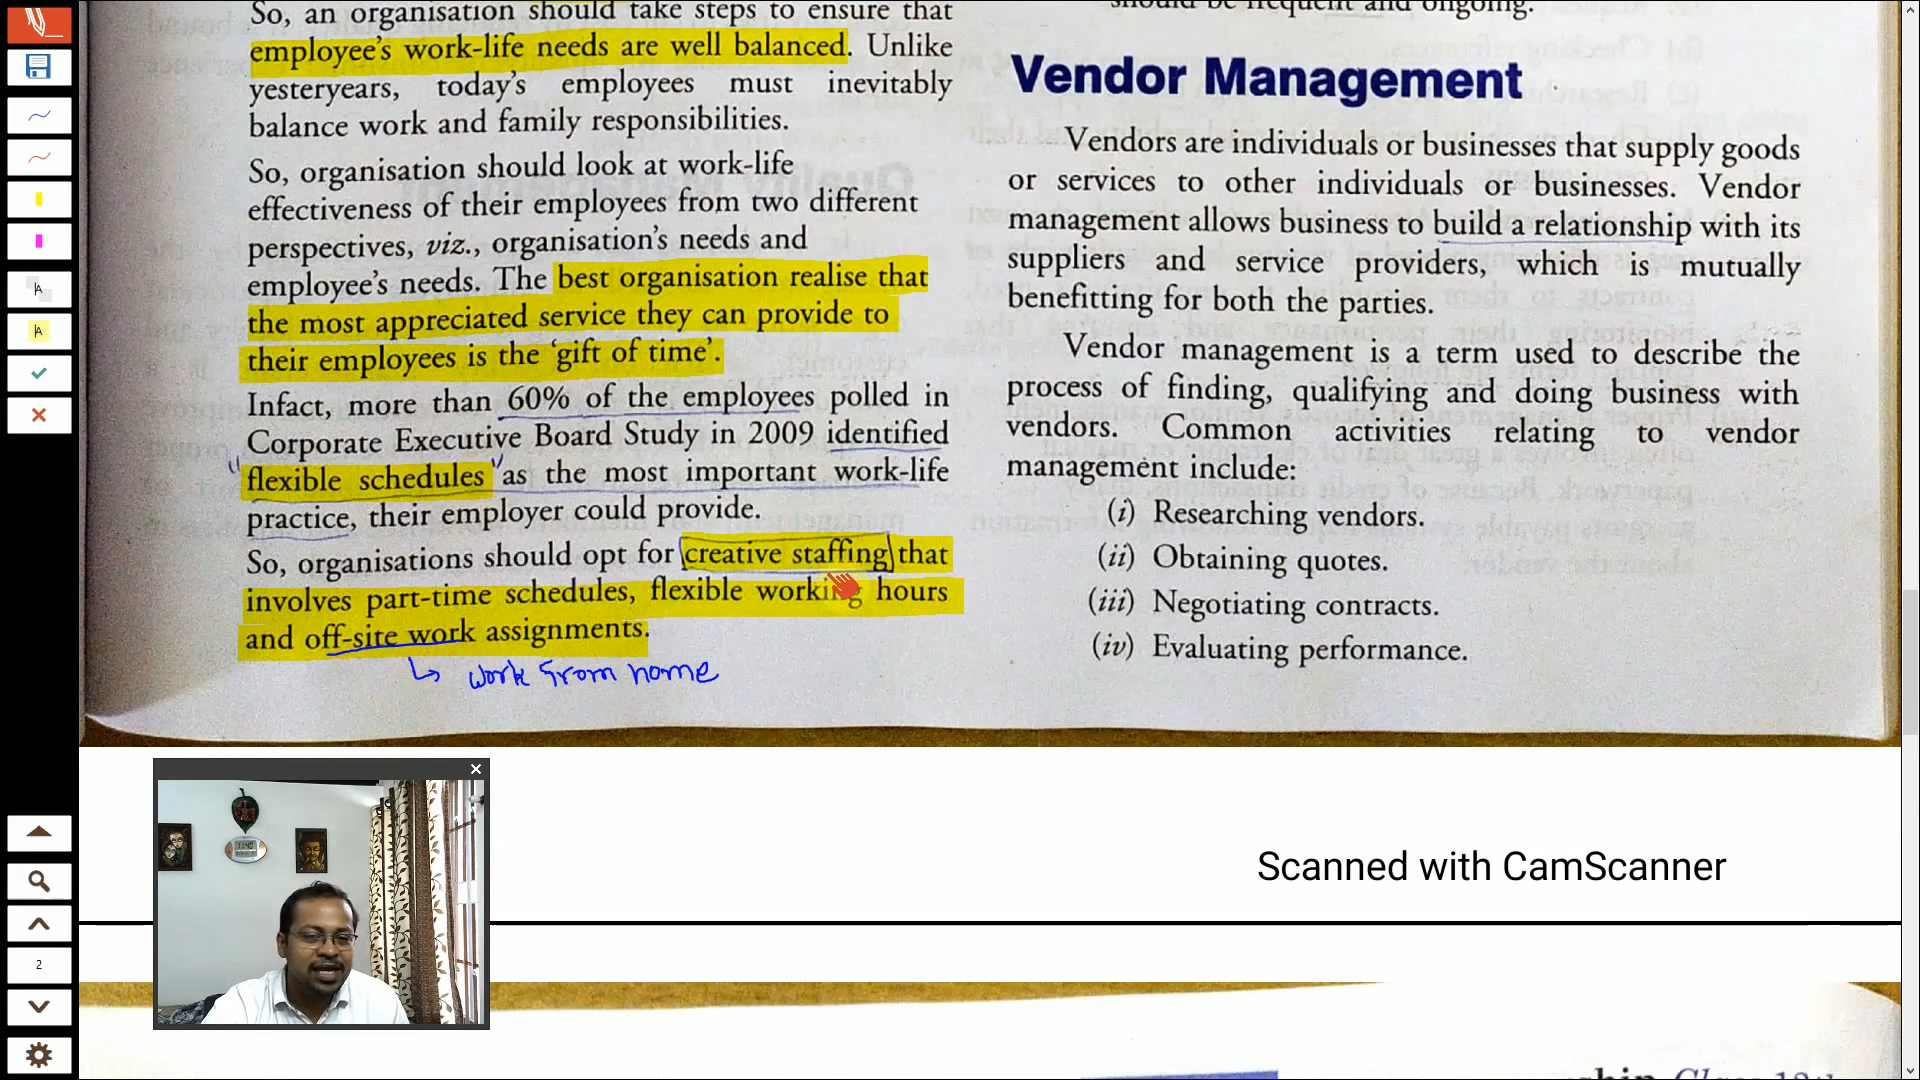 So, an organisation should take steps to ensure that
employee's work-life needs are well balanced. Unlike
yesteryears, today's employees must inevitably
balance work and family responsibilities.
So, organisation should look at work-life
effectiveness of their employees from two different
perspectives, viz., organisation's needs and
employee's needs. The best organisation realise that
the most appreciated service they can provide to
their employees is the 'gift of time'.
Infact, more than 60% of the employees polled in
Corporate Executive Board Study in 2009 identified
"flexible schedules" as the most important work-life
practice, their employer could provide.
So, organisations should opt for creative staffing that
involves part-time schedules, flexible working hours
and off-site work assignments.
↳ work from home
should be frequent and ongoing.
Vendor Management
Vendors are individuals or businesses that supply goods
or services to other individuals or businesses. Vendor
management allows business to build a relationship with its
suppliers and service providers, which is mutually
benefitting for both the parties.
Vendor management is a term used to describe the
process of finding, qualifying and doing business with
vendors. Common activities relating to vendor
management include:
(i) Researching vendors.
(ii) Obtaining quotes.
(iii) Negotiating contracts.
(iv) Evaluating performance.
Scanned with CamScanner
2